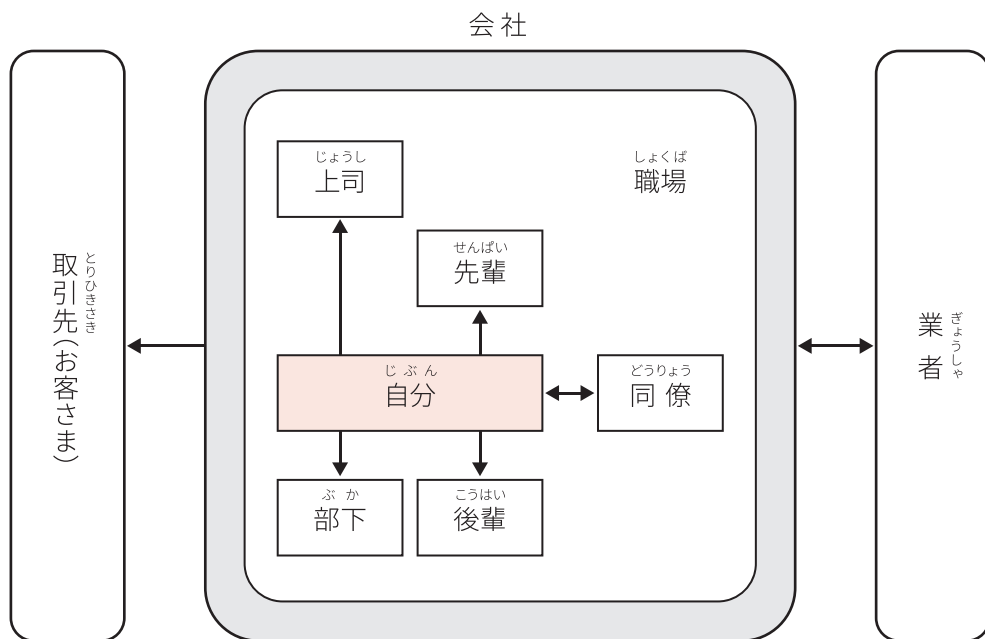 会社
とりひきさき
取引先(お客さま)
じょうし
上司
しょくば
職場
せんぱい
先輩
じぶん
自分
どうりょう
同僚
ぶか
部下
こうはい
後輩
ぎょうしゃ
業者